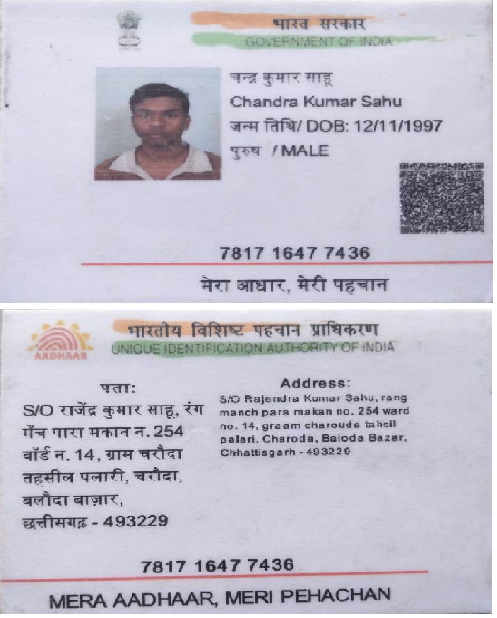 भारत सरकार
GOVERNMENT OF INDIA
चन्द्र कुमार साहू
Chandra Kumar Sahu
जन्म तिथि/ DOB: 12/11/1997
पुरुष / MALE
7817 1647 7436
मेरा आधार, मेरी पहचान
भारतीय विशिष्ट पहचान प्राधिकरण
UNIQUE IDENTIFICATION AUTHORITY OF INDIA
AADHAAR
पता:
S/O राजेंद्र कुमार साहू, रंग
मँच पारा मकान न. 254
वॉर्ड न. 14, ग्राम चरौदा
तहसील पलारी, चरौदा,
बलौदा बाज़ार,
छत्तीसगढ़ - 493229
Address:
S/O Rajendra Kumar Sahu, rang
manch para makan no. 254 ward
no. 14, graam charouda tahcil
palari, Charoda, Baloda Bazar,
Chhattisgarh - 493229
7817 1647 7436
MERA AADHAAR, MERI PEHACHAN